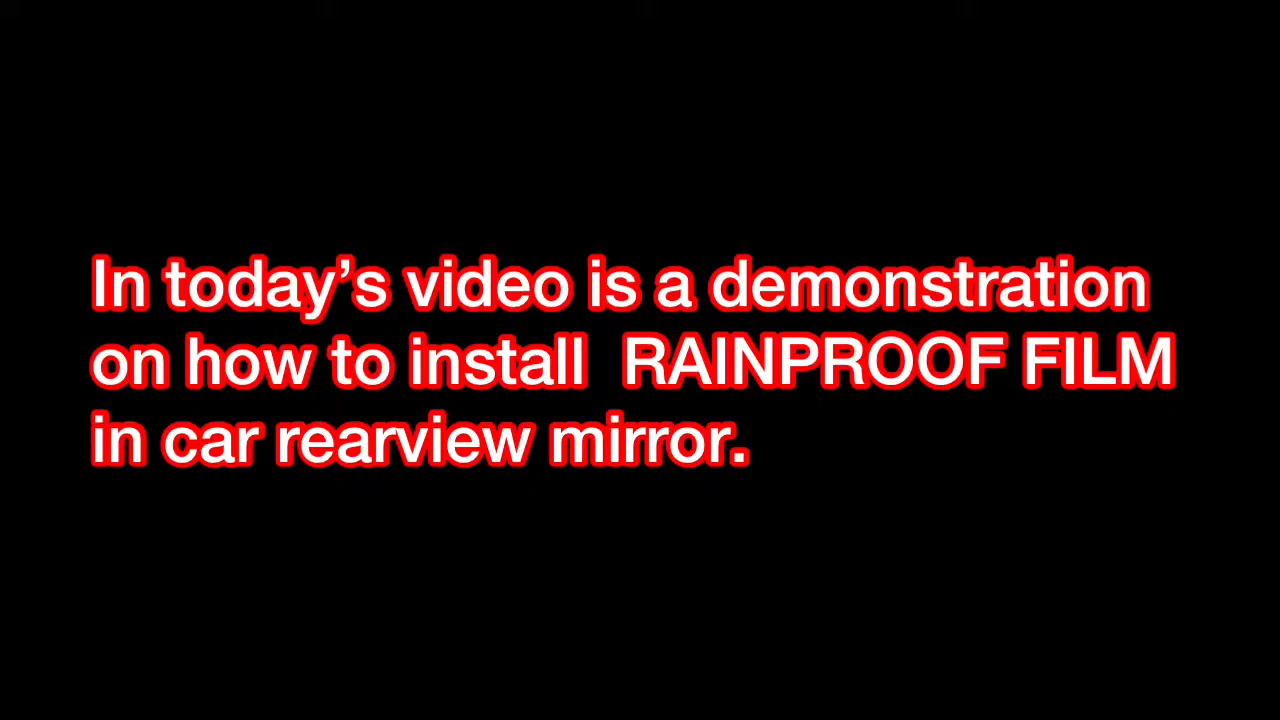 In today’s video is a demonstration
on how to install  RAINPROOF FILM
in car rearview mirror.